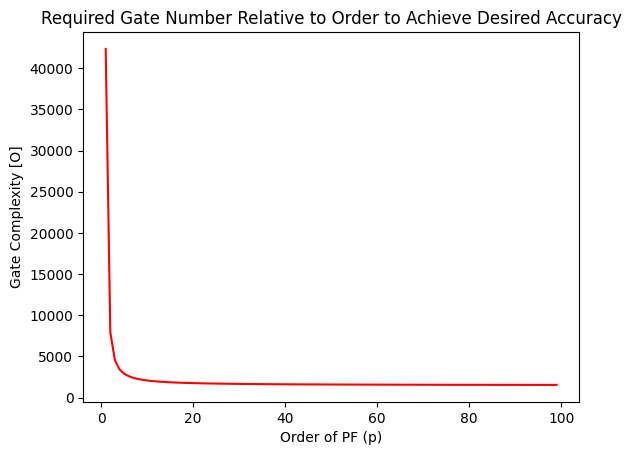 Required Gate Number Relative to Order to Achieve Desired Accuracy
Gate Complexity [O]
40000
35000
30000
25000
20000
15000
10000
5000
0
0 20 40 60 80 100
Order of PF (p)